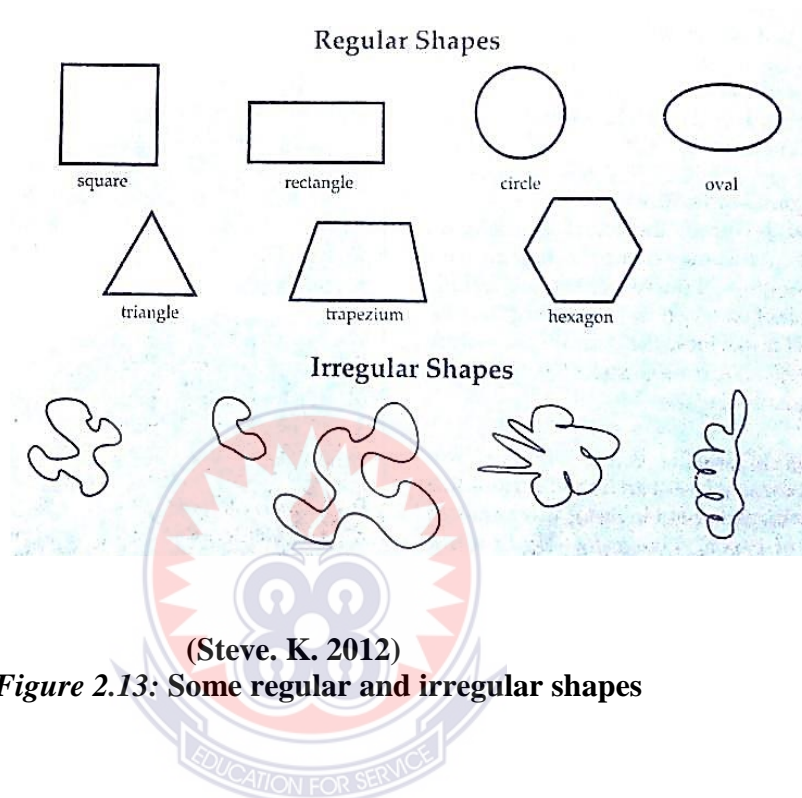 Regular Shapes
square rectangle circle oval
triangle trapezium hexagon
Irregular Shapes
(Steve. K. 2012)
Figure 2.13: Some regular and irregular shapes
EDUCATION FOR SERVICE